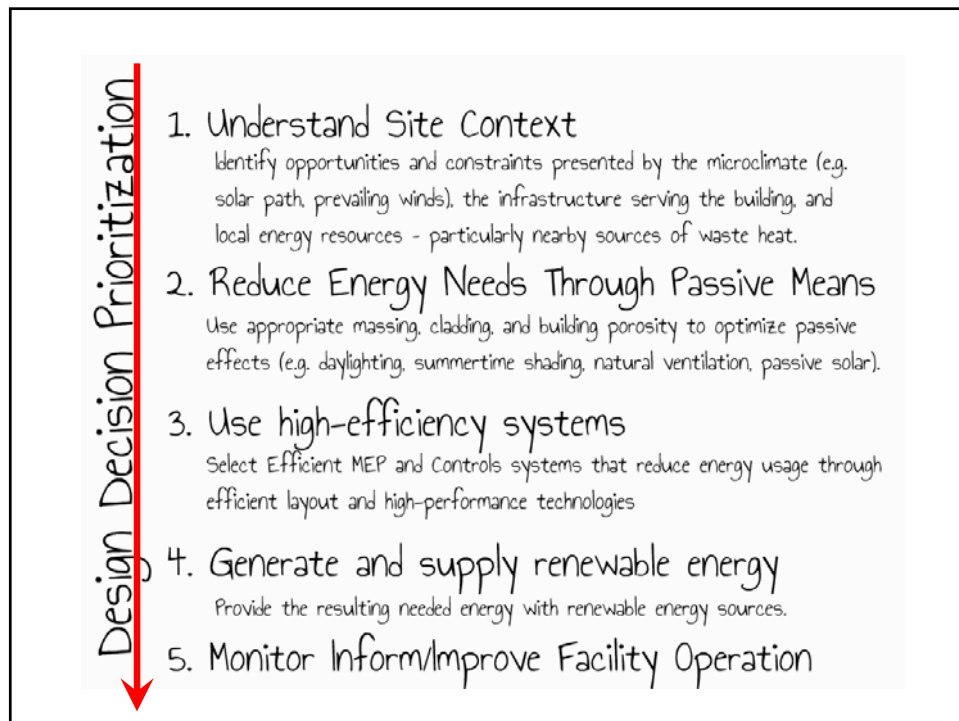 Design Decision Prioritization
1. Understand Site Context
Identify opportunities and constraints presented by the microclimate (e.g.
solar path, prevailing winds), the infrastructure serving the building, and
local energy resources - particularly nearby sources of waste heat.
2. Reduce Energy Needs Through Passive Means
Use appropriate massing, cladding, and building porosity to optimize passive
effects (e.g. daylighting, summertime shading, natural ventilation, passive solar).
3. Use high-efficiency systems
Select Efficient MEP and Controls systems that reduce energy usage through
efficient layout and high-performance technologies
4. Generate and supply renewable energy
Provide the resulting needed energy with renewable energy sources.
5. Monitor Inform/Improve Facility Operation